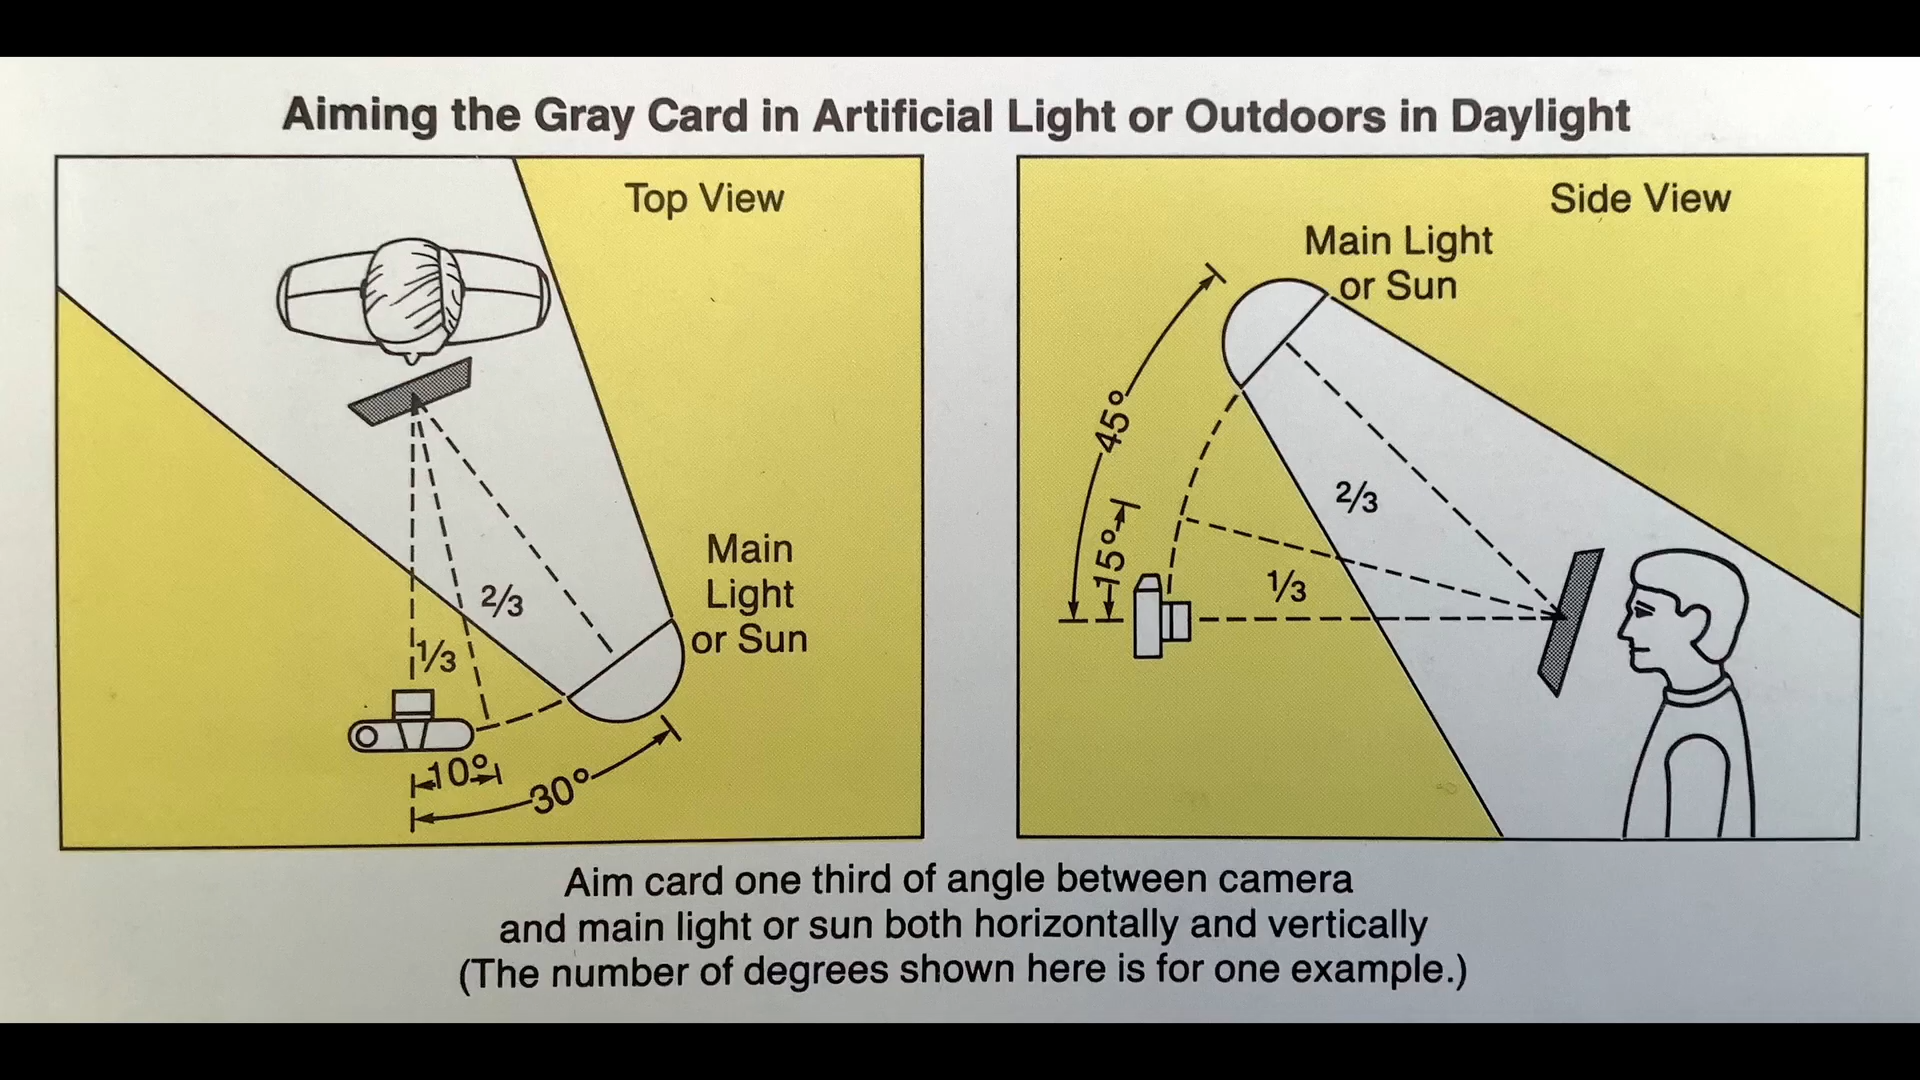 Aiming the Gray Card in Artificial Light or Outdoors in Daylight
Top View
2/3
1/3
Main
Light
or Sun
10°
30°
Side View
Main Light
or Sun
45°
15°
2/3
1/3
Aim card one third of angle between camera
and main light or sun both horizontally and vertically
(The number of degrees shown here is for one example.)